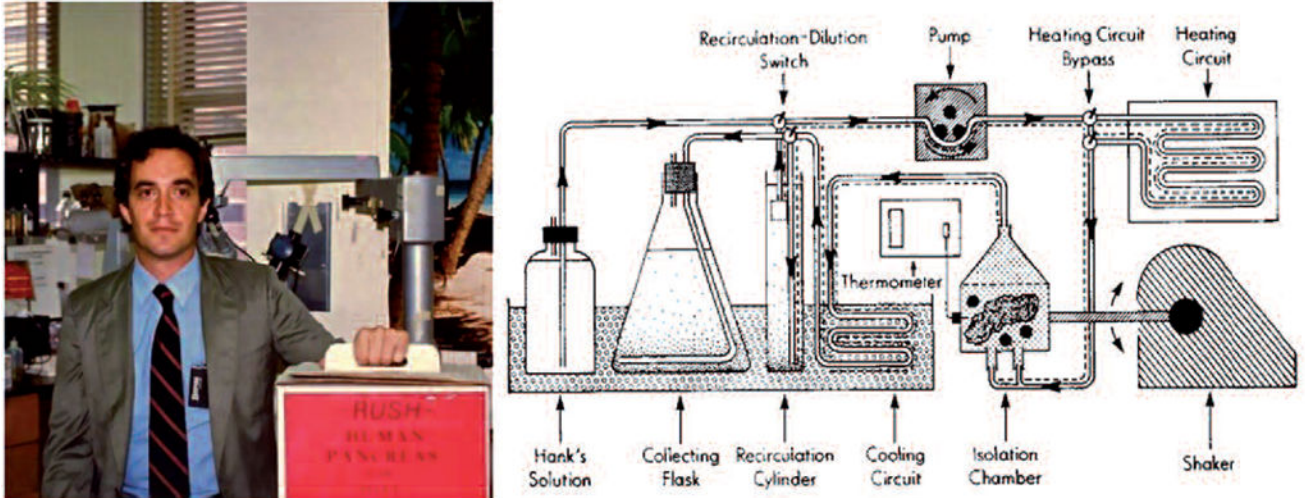 RUSH
HUMAN
PANCREAS
Recirculation-Dilution
Switch
Pump
Heating Circuit
Bypass
Heating
Circuit
Thermometer
Hank's
Solution
Collecting
Flask
Recirculation
Cylinder
Cooling
Circuit
Isolation
Chamber
Shaker